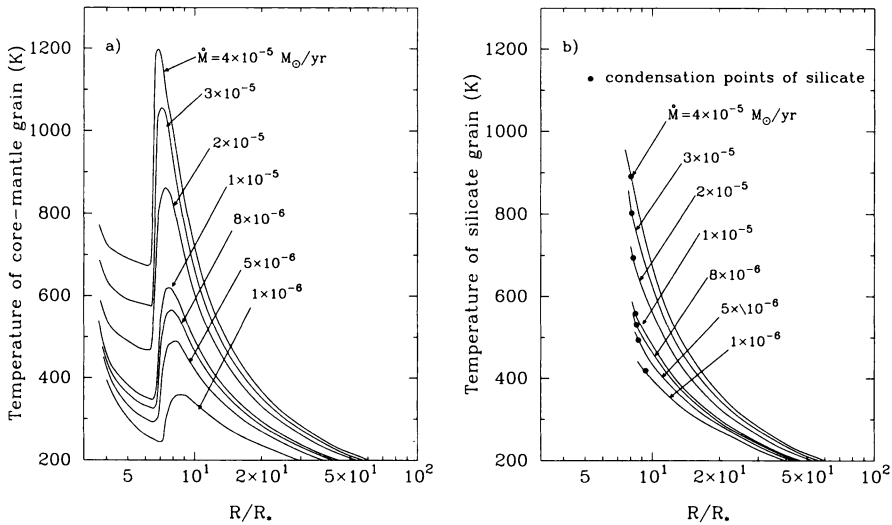 a)
Temperature of core-mantle grain (K)
1200
1000
800
600
400
200
Ṁ=4×10⁻⁵ M☉/yr
3×10⁻⁵
2×10⁻⁵
1×10⁻⁵
8×10⁻⁶
5×10⁻⁶
1×10⁻⁶
5 10¹ 2×10¹ 5×10¹ 10²
R/R*
b)
Temperature of silicate grain (K)
1200
1000
800
600
400
200
● condensation points of silicate
Ṁ=4×10⁻⁵ M☉/yr
3×10⁻⁵
2×10⁻⁵
1×10⁻⁵
8×10⁻⁶
5×\10⁻⁶
1×10⁻⁶
5 10¹ 2×10¹ 5×10¹ 10²
R/R*